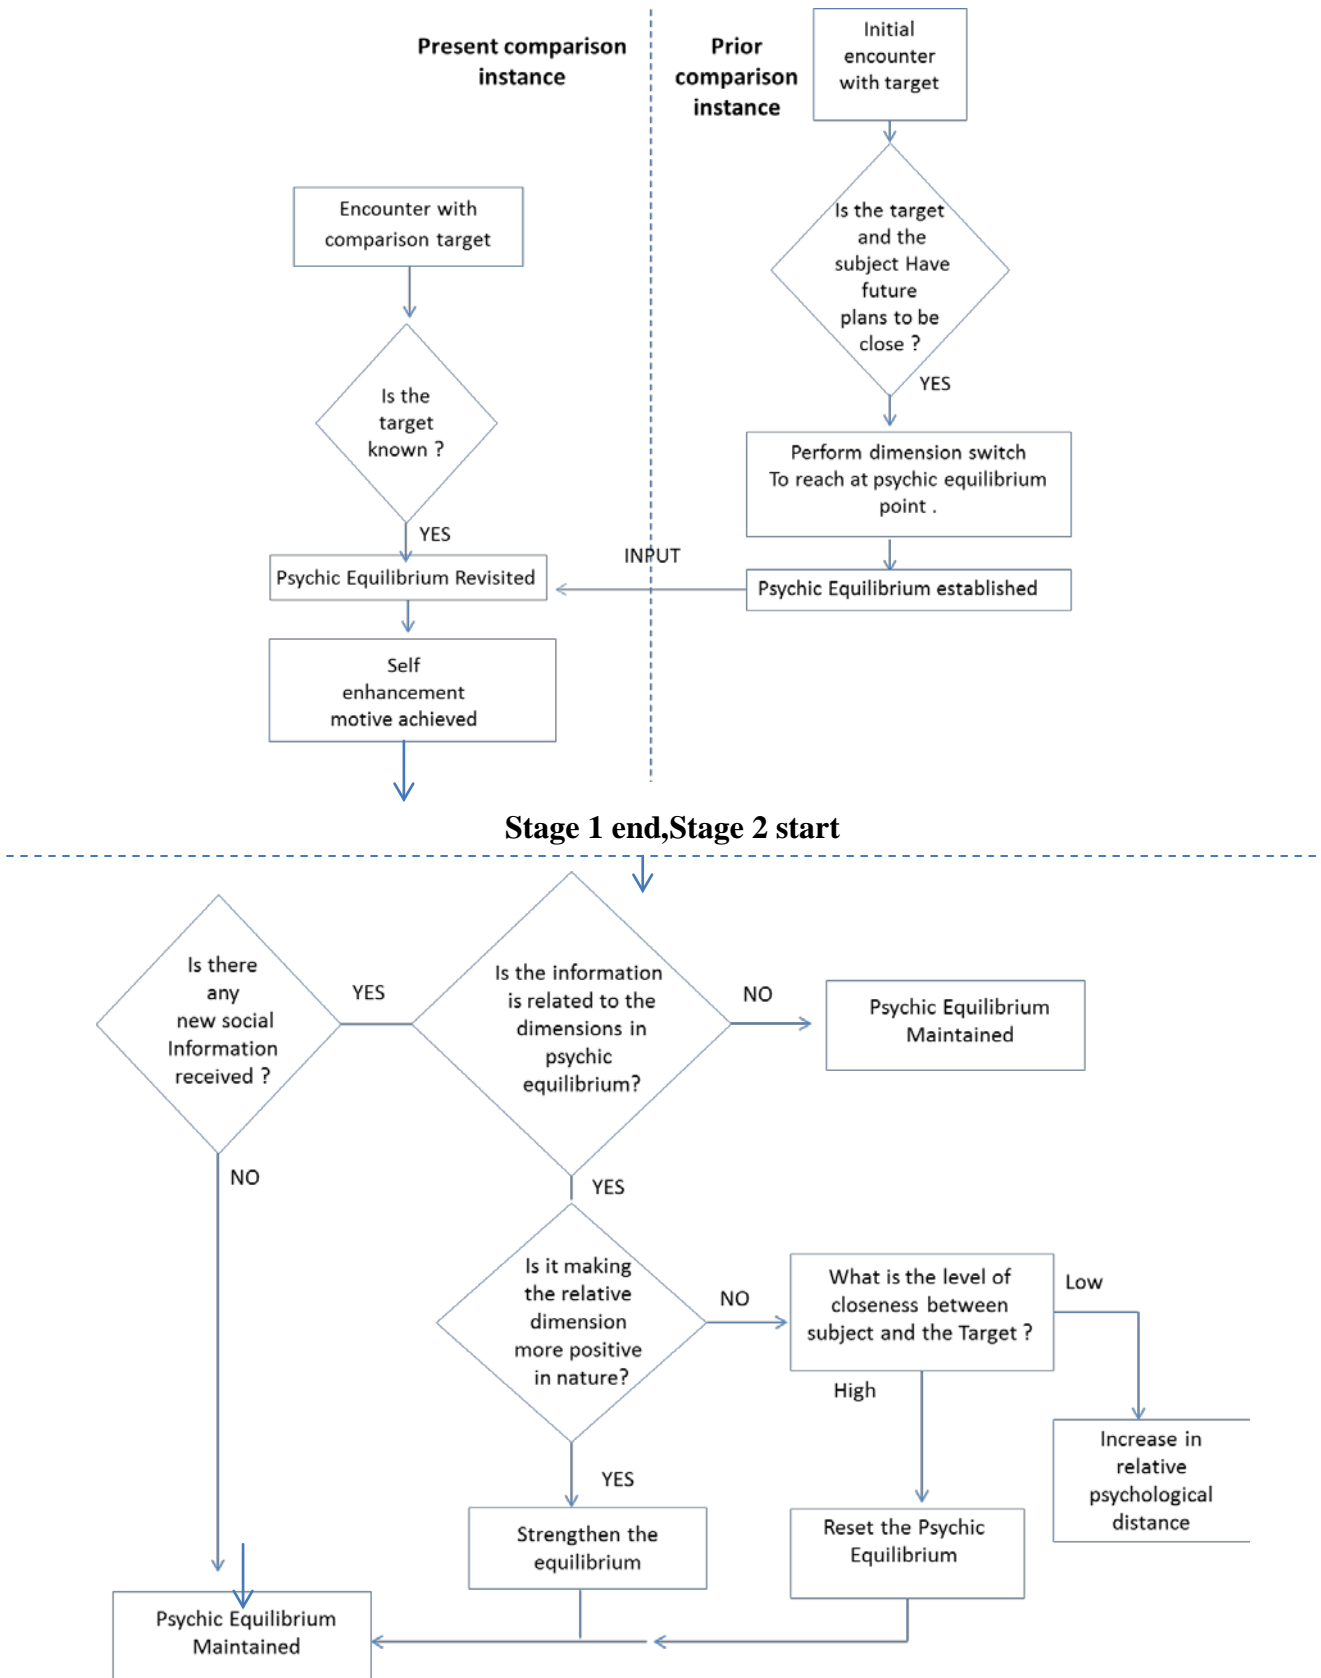 Present comparison
instance
Prior
comparison
instance
Initial
encounter
with target
Is the target
and the
subject Have
future
plans to be
close ?
YES
Encounter with
comparison target
Is the
target
known ?
YES
Perform dimension switch
To reach at psychic equilibrium
point .
INPUT
Psychic Equilibrium Revisited
Psychic Equilibrium established
Self
enhancement
motive achieved
Stage 1 end,Stage 2 start
Is there
any
new social
Information
received ?
YES
Is the information
is related to the
dimensions in
psychic
equilibrium?
NO
Psychic Equilibrium
Maintained
NO
YES
Is it making
the relative
dimension
more positive
in nature?
NO
What is the level of
closeness between
subject and the Target ?
Low
High
Increase in
relative
psychological
distance
YES
Strengthen the
equilibrium
Reset the Psychic
Equilibrium
Psychic Equilibrium
Maintained